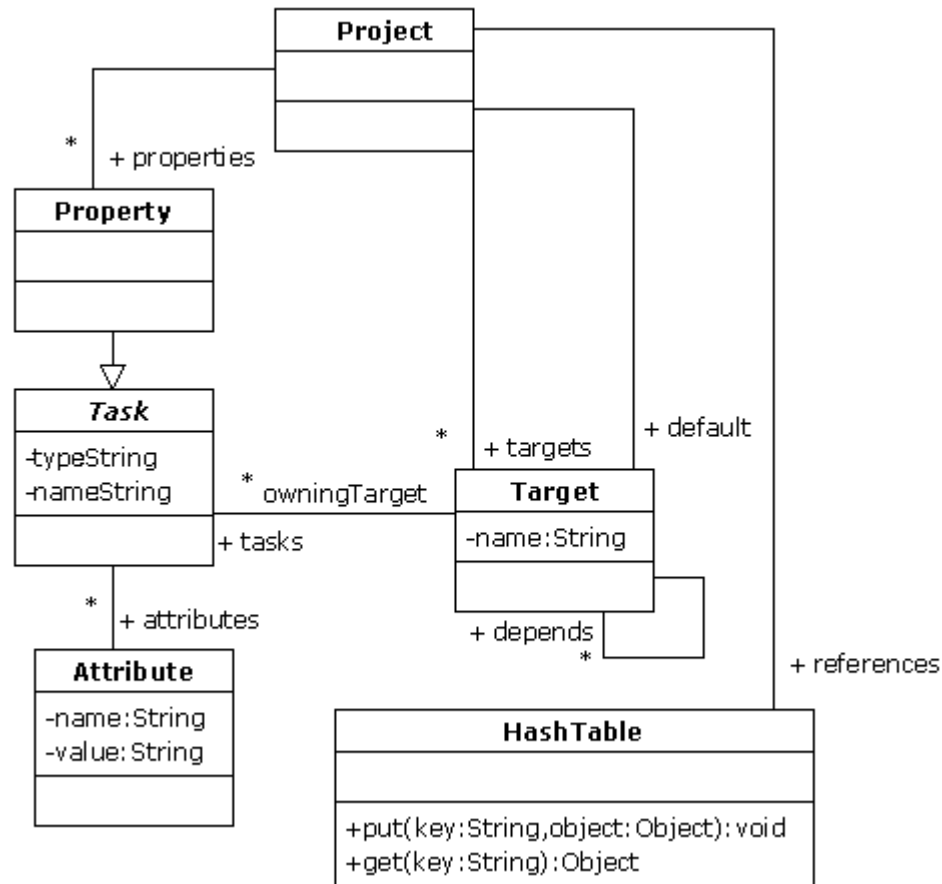 Project
*
+ properties
Property
Task
-typeString
-nameString
*
+ targets
+ default
* owningTarget
+ tasks
Target
-name:String
*
+ attributes
+ depends
*
Attribute
-name:String
-value:String
+ references
HashTable
+put(key:String,object:Object):void
+get(key:String):Object